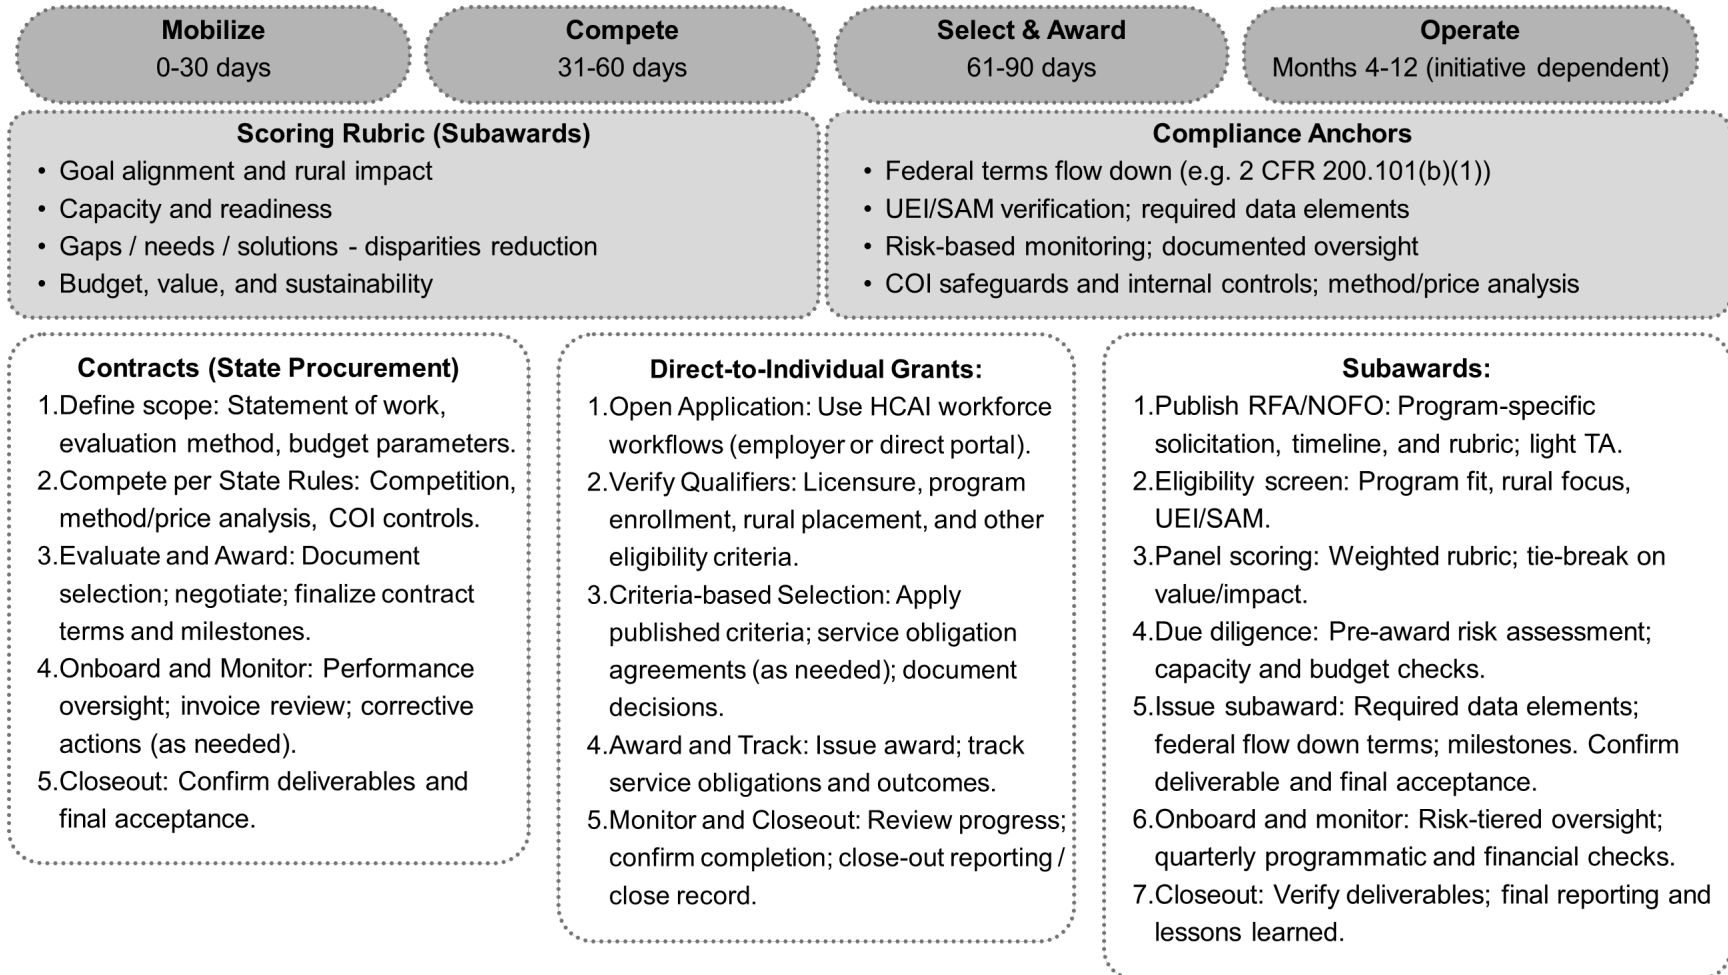 Mobilize
0-30 days
Compete
31-60 days
Select & Award
61-90 days
Operate
Months 4-12 (initiative dependent)
Scoring Rubric (Subawards)
• Goal alignment and rural impact
• Capacity and readiness
• Gaps / needs / solutions - disparities reduction
• Budget, value, and sustainability
Compliance Anchors
• Federal terms flow down (e.g. 2 CFR 200.101(b)(1))
• UEI/SAM verification; required data elements
• Risk-based monitoring; documented oversight
• COI safeguards and internal controls; method/price analysis
Contracts (State Procurement)
1.Define scope: Statement of work,
evaluation method, budget parameters.
2.Compete per State Rules: Competition,
method/price analysis, COI controls.
3.Evaluate and Award: Document
selection; negotiate; finalize contract
terms and milestones.
4.Onboard and Monitor: Performance
oversight; invoice review; corrective
actions (as needed).
5.Closeout: Confirm deliverables and
final acceptance.
Direct-to-Individual Grants:
1.Open Application: Use HCAI workforce
workflows (employer or direct portal).
2.Verify Qualifiers: Licensure, program
enrollment, rural placement, and other
eligibility criteria.
3.Criteria-based Selection: Apply
published criteria; service obligation
agreements (as needed); document
decisions.
4.Award and Track: Issue award; track
service obligations and outcomes.
5.Monitor and Closeout: Review progress;
confirm completion; close-out reporting /
close record.
Subawards:
1.Publish RFA/NOFO: Program-specific
solicitation, timeline, and rubric; light TA.
2.Eligibility screen: Program fit, rural focus,
UEI/SAM.
3.Panel scoring: Weighted rubric; tie-break on
value/impact.
4.Due diligence: Pre-award risk assessment;
capacity and budget checks.
5.Issue subaward: Required data elements;
federal flow down terms; milestones. Confirm
deliverable and final acceptance.
6.Onboard and monitor: Risk-tiered oversight;
quarterly programmatic and financial checks.
7.Closeout: Verify deliverables; final reporting and
lessons learned.